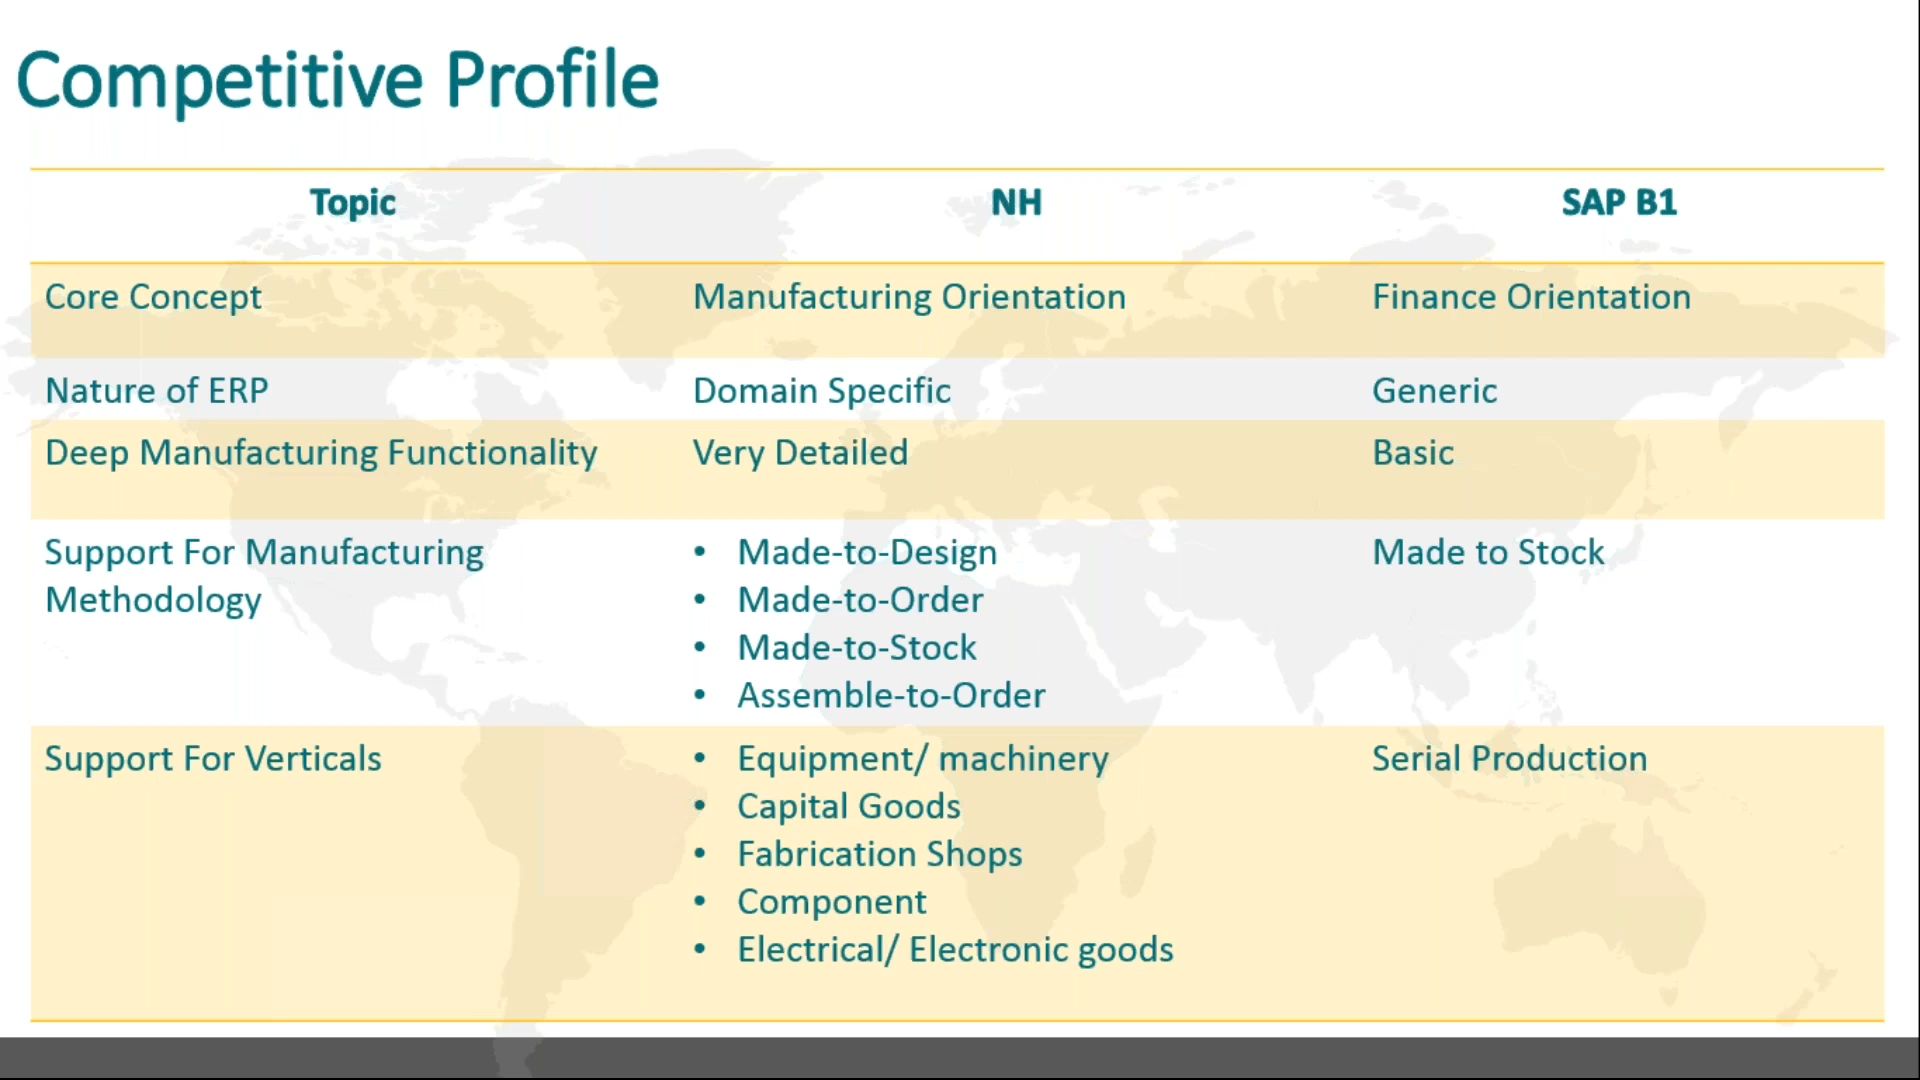 Competitive Profile
Topic NH SAP B1
Core Concept Manufacturing Orientation Finance Orientation
Nature of ERP Domain Specific Generic
Deep Manufacturing Functionality Very Detailed Basic
Support For Manufacturing • Made-to-Design Made to Stock
Methodology • Made-to-Order
• Made-to-Stock
• Assemble-to-Order
Support For Verticals • Equipment/ machinery Serial Production
• Capital Goods
• Fabrication Shops
• Component
• Electrical/ Electronic goods